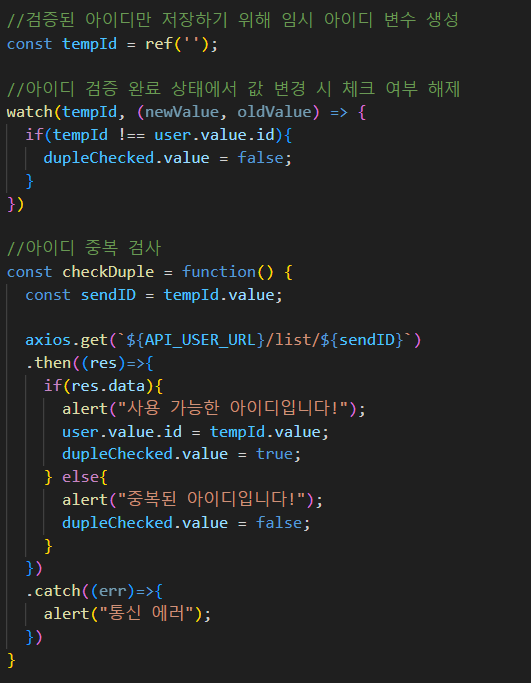 //검증된 아이디만 저장하기 위해 임시 아이디 변수 생성
const tempId = ref('');
//아이디 검증 완료 상태에서 값 변경 시 체크 여부 해제
watch(tempId, (newValue, oldValue) => {
  if(tempId !== user.value.id){
    dupleChecked.value = false;
  }
})
//아이디 중복 검사
const checkDuple = function() {
  const sendID = tempId.value;
  axios.get(`${API_USER_URL}/list/${sendID}`)
  .then((res)=>{
    if(res.data){
      alert("사용 가능한 아이디입니다!");
      user.value.id = tempId.value;
      dupleChecked.value = true;
    } else{
      alert("중복된 아이디입니다!");
      dupleChecked.value = false;
    }
  })
  .catch((err)=>{
    alert("통신 에러");
  })
}